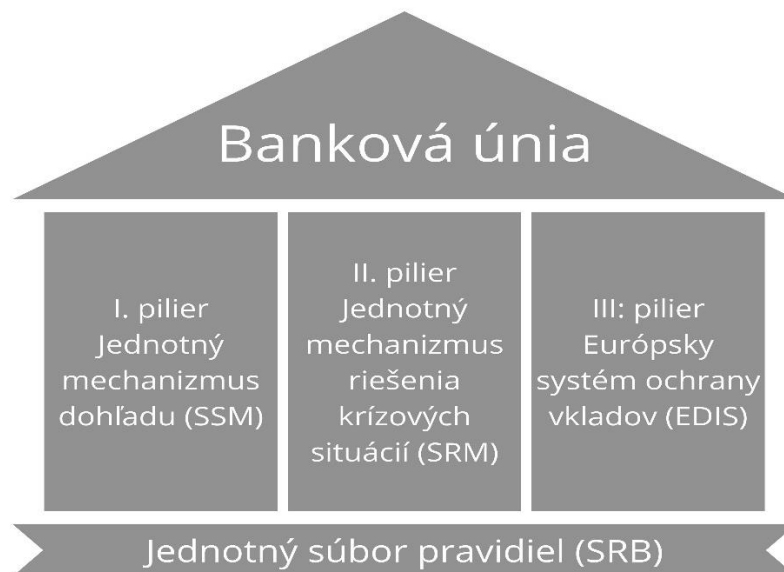 Banková únia
I. pilier
Jednotný
mechanizmus
dohľadu (SSM)
II. pilier
Jednotný
mechanizmus
riešenia
krízových
situácií (SRM)
III: pilier
Európsky
systém ochrany
vkladov (EDIS)
Jednotný súbor pravidiel (SRB)